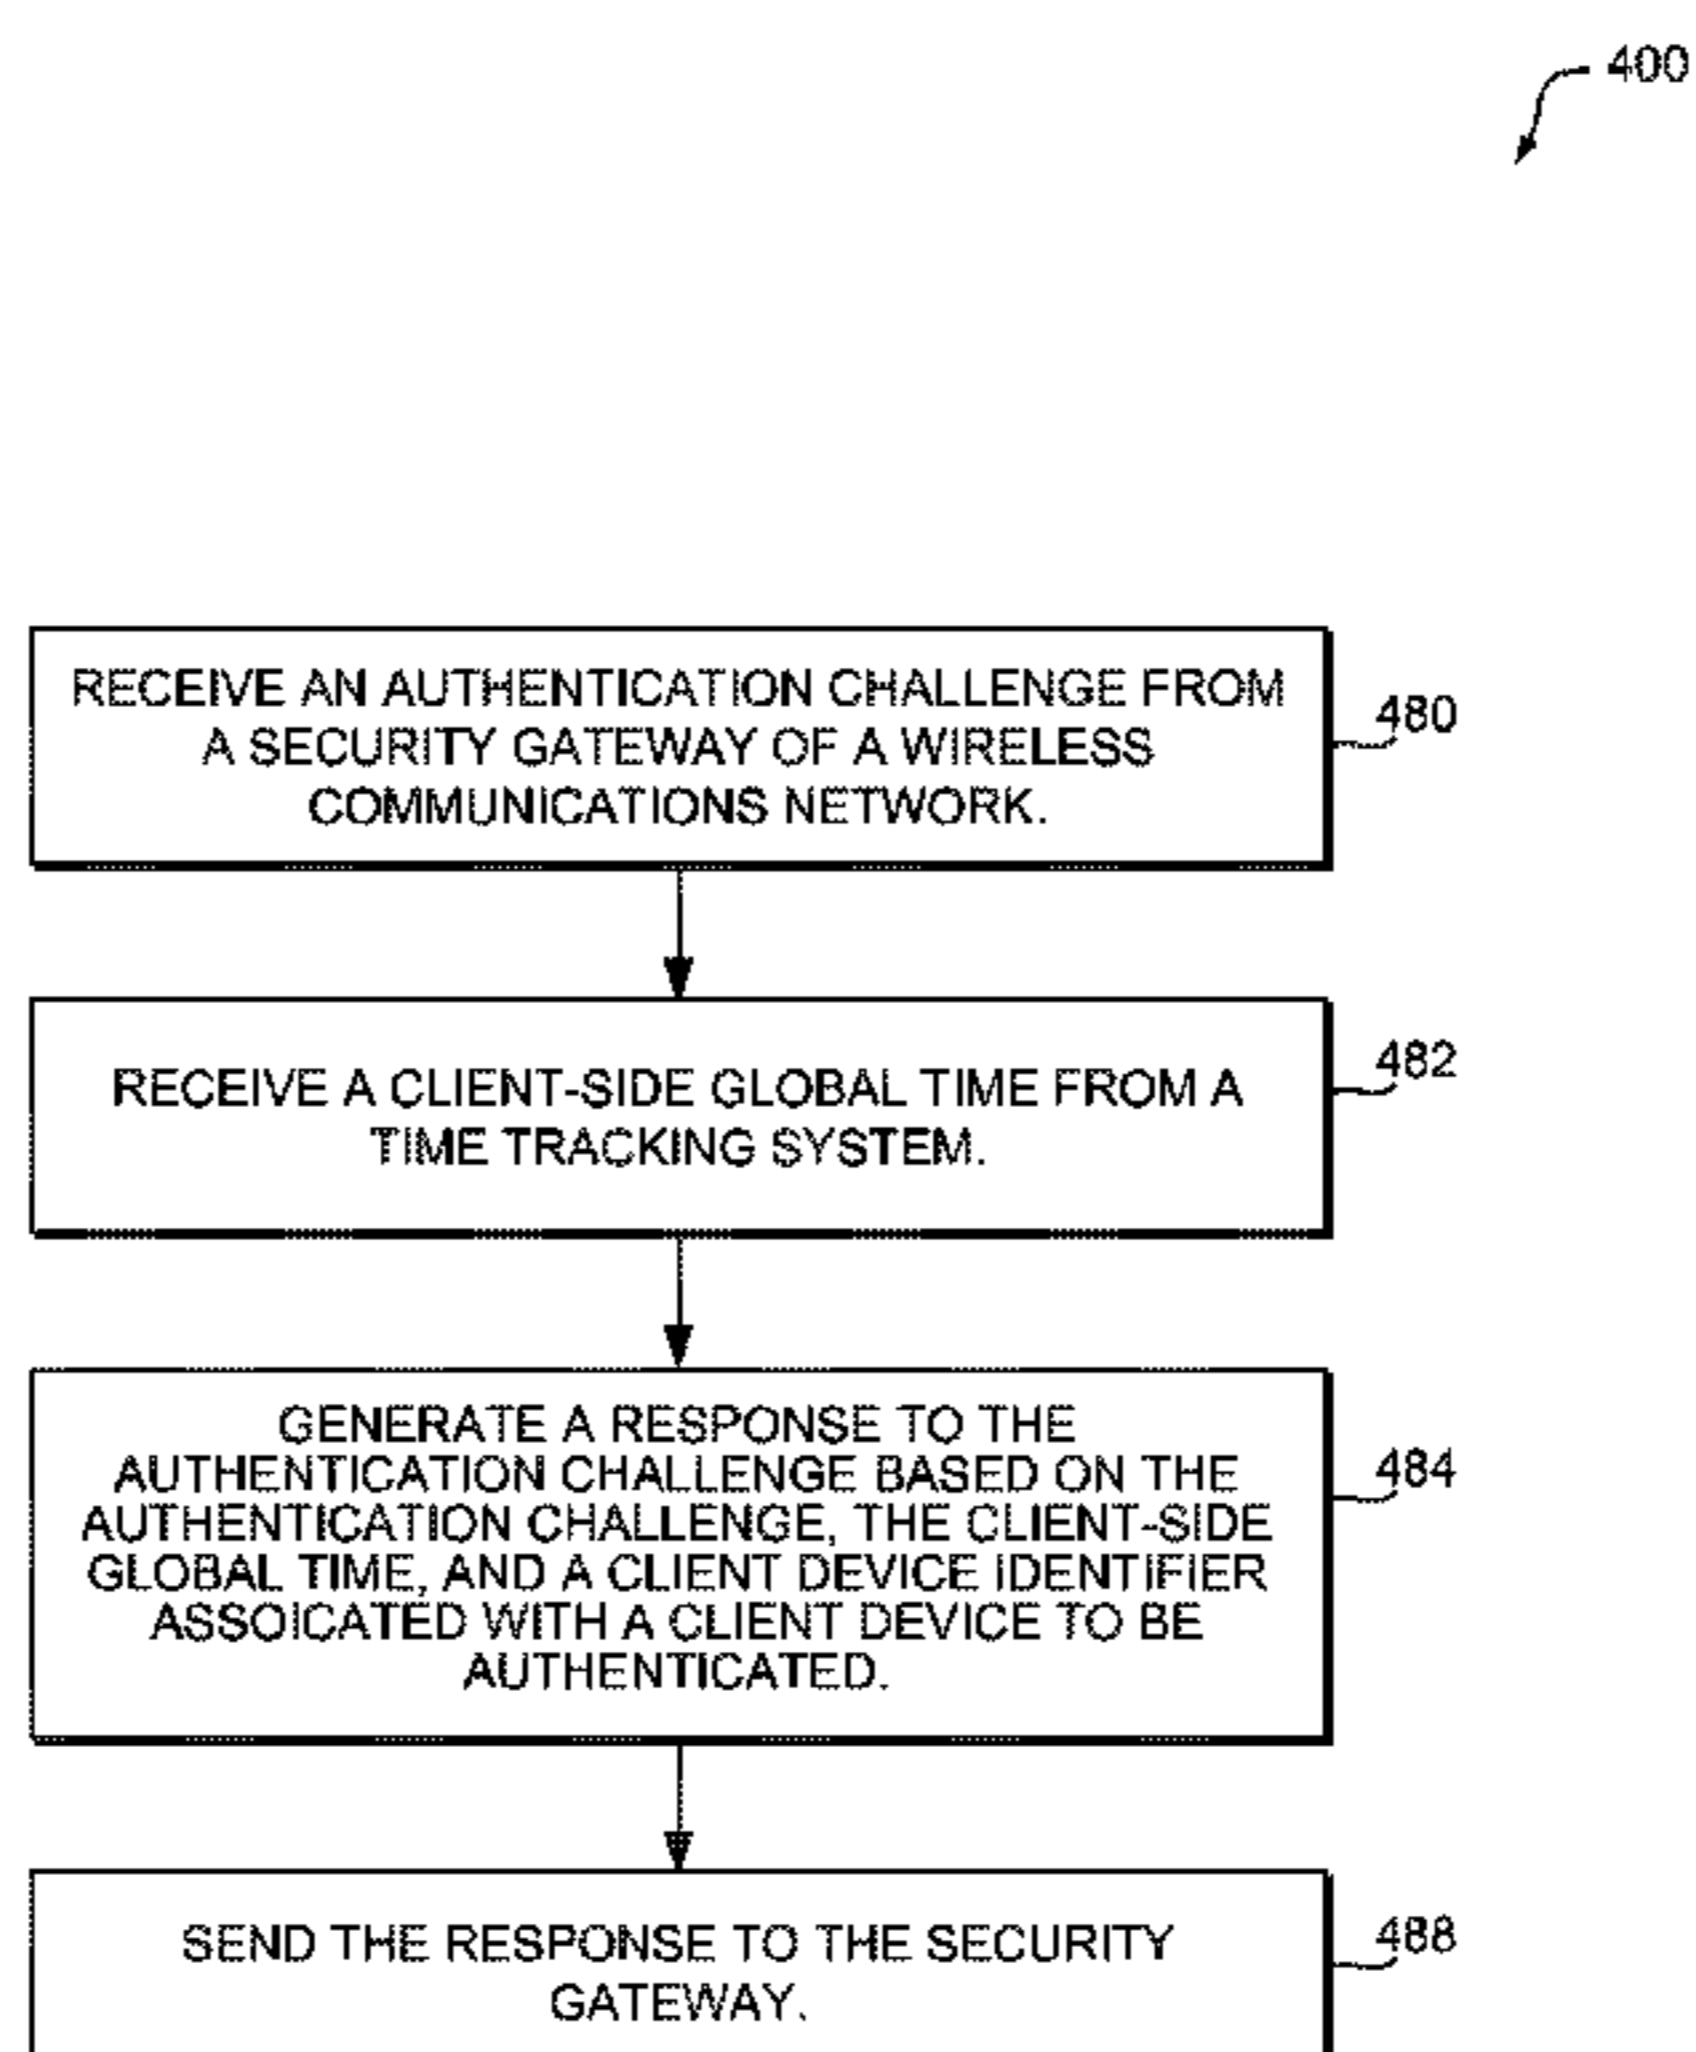 400
RECEIVE AN AUTHENTICATION CHALLENGE FROM
A SECURITY GATEWAY OF A WIRELESS
COMMUNICATIONS NETWORK.
480
RECEIVE A CLIENT-SIDE GLOBAL TIME FROM A
TIME TRACKING SYSTEM.
482
GENERATE A RESPONSE TO THE
AUTHENTICATION CHALLENGE BASED ON THE
AUTHENTICATION CHALLENGE, THE CLIENT-SIDE
GLOBAL TIME, AND A CLIENT DEVICE IDENTIFIER
ASSOICATED WITH A CLIENT DEVICE TO BE
AUTHENTICATED.
484
SEND THE RESPONSE TO THE SECURITY
GATEWAY.
488